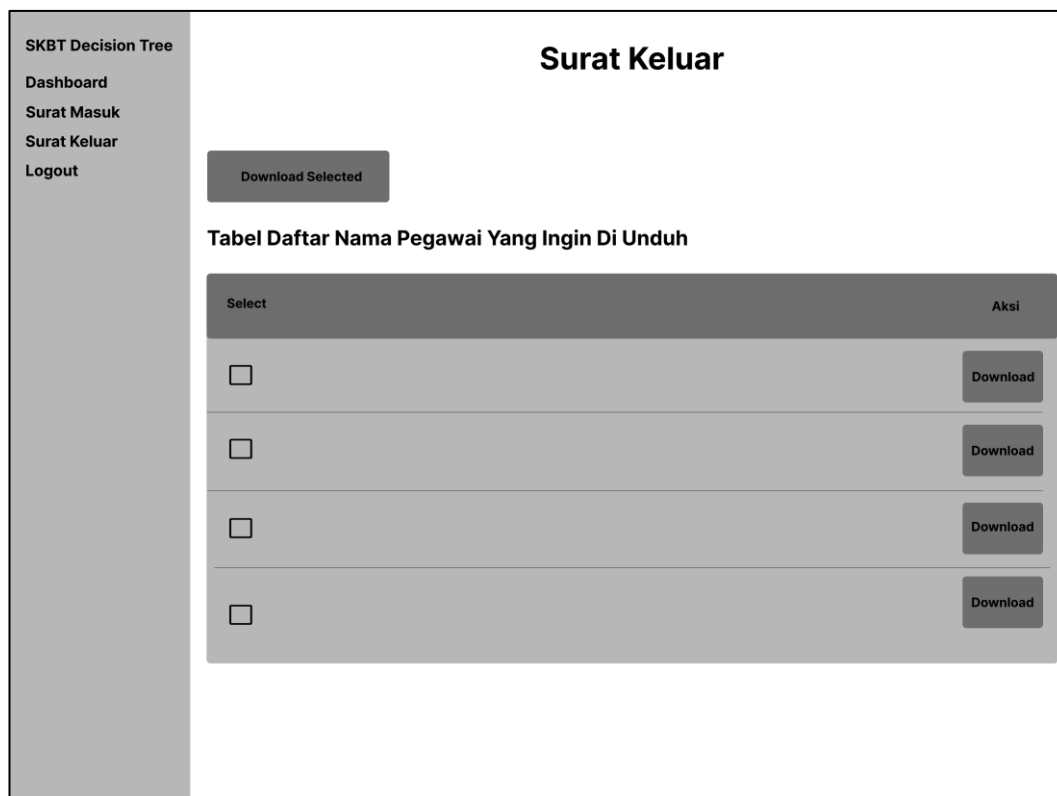 SKBT Decision Tree
Dashboard
Surat Masuk
Surat Keluar
Logout
Surat Keluar
Download Selected
Tabel Daftar Nama Pegawai Yang Ingin Di Unduh
Select
Aksi
Download
Download
Download
Download